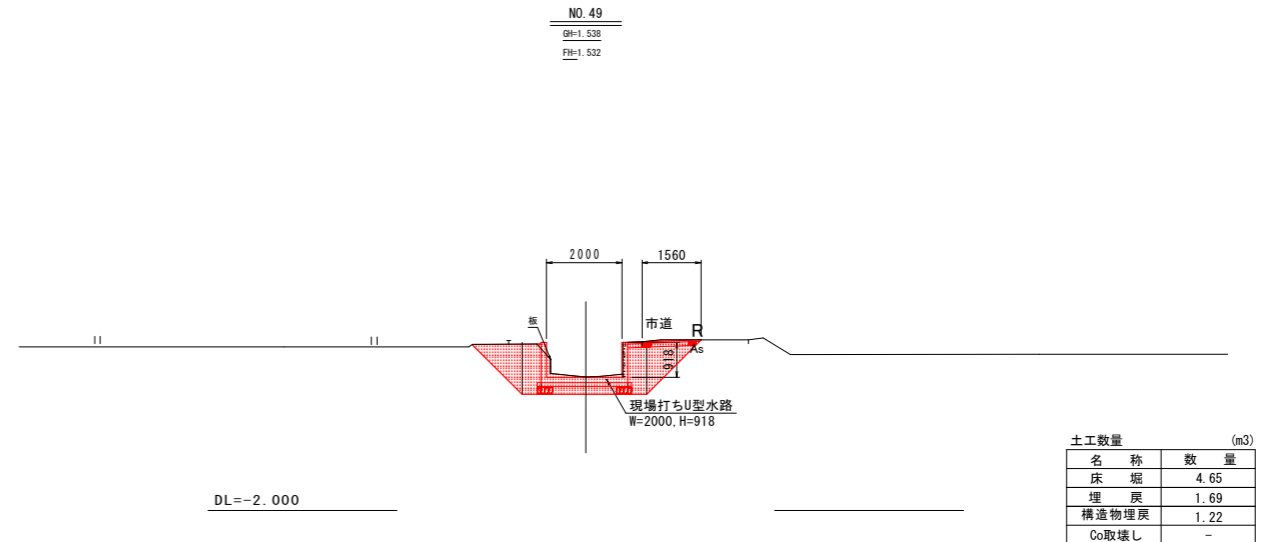 NO.49
GH=1.538
FH=1.532
2000
1560
板
市道
R
As
918
現場打ちU型水路
W=2000,H=918
DL=-2.000
土工数量 (m3)
名 称 数 量
床 堀 4.65
埋 戻 1.69
構造物埋戻 1.22
Co取壊し -